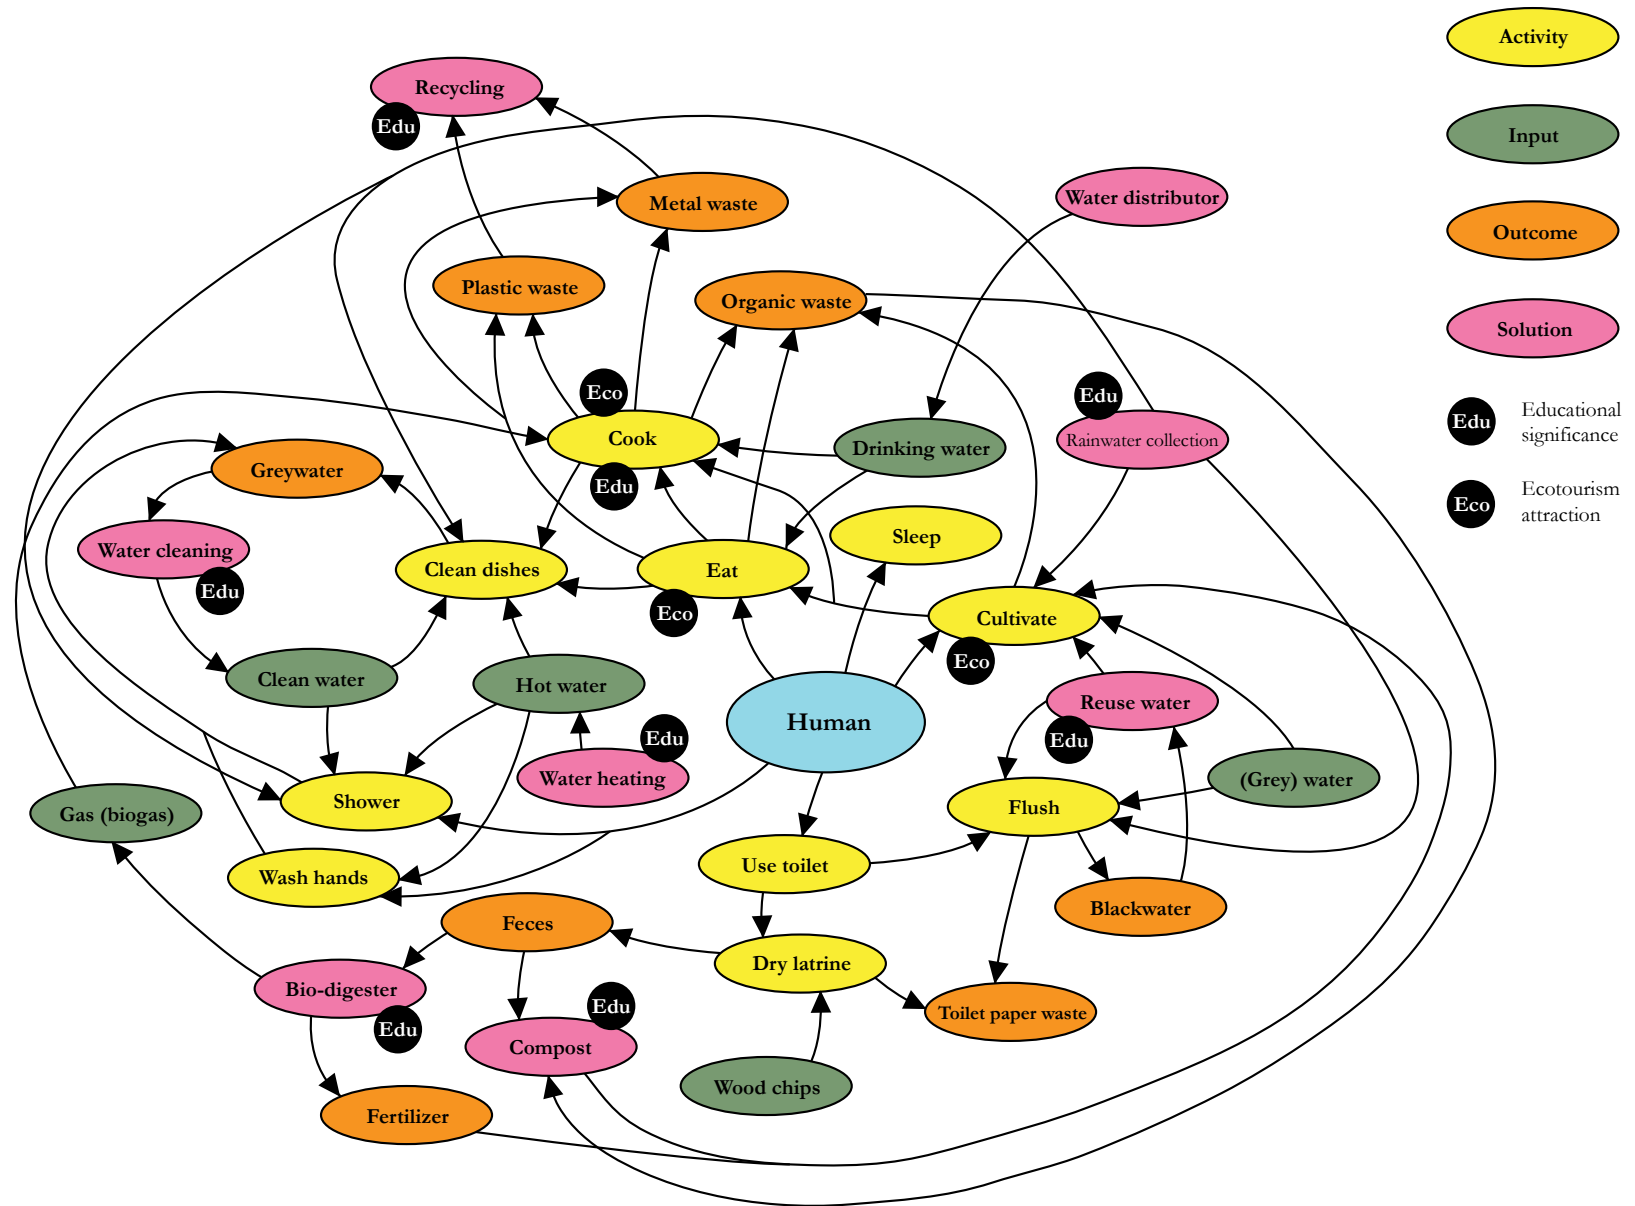 Activity
Recycling
Edu
Input
Water distributor
Metal waste
Outcome
Plastic waste
Organic waste
Solution
Eco
Edu
Edu
Educational
significance
Cook
Rainwater collection
Drinking water
Greywater
Edu
Eco
Ecotourism
attraction
Sleep
Water cleaning
Clean dishes
Eat
Edu
Eco
Cultivate
Eco
Clean water
Hot water
Reuse water
Human
Edu
Edu
Water heating
(Grey) water
Shower
Flush
Gas (biogas)
Use toilet
Wash hands
Blackwater
Feces
Dry latrine
Bio-digester
Edu
Toilet paper waste
Edu
Compost
Wood chips
Fertilizer